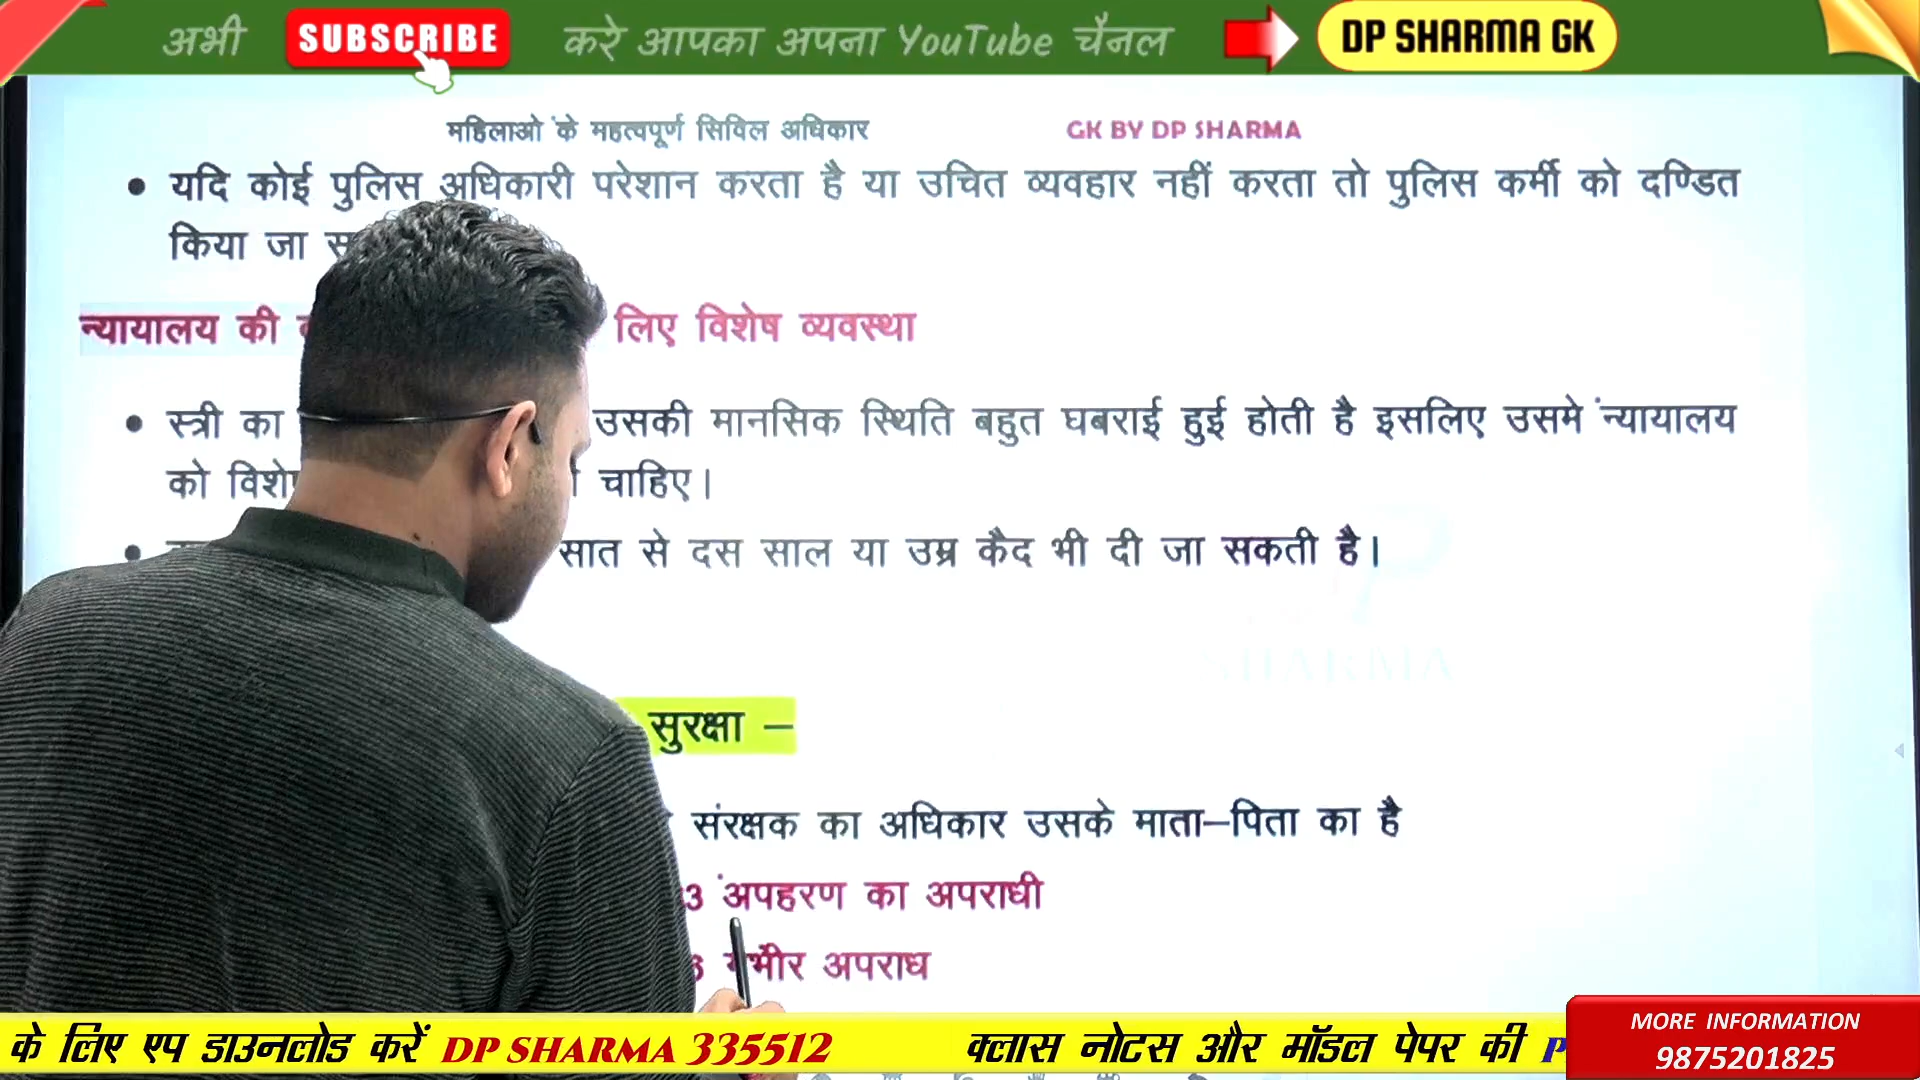 अभी SUBSCRIBE करे आपका अपना YouTube चैनल DP SHARMA GK
महिलाओं के महत्वपूर्ण सिविल अधिकार GK BY DP SHARMA
• यदि कोई पुलिस अधिकारी परेशान करता है या उचित व्यवहार नहीं करता तो पुलिस कर्मी को दण्डित
किया जा
न्यायालय की लिए विशेष व्यवस्था
• स्त्री का उसकी मानसिक स्थिति बहुत घबराई हुई होती है इसलिए उसमें न्यायालय
को चाहिए।
• सात से दस साल या उम्र कैद भी दी जा सकती है।
SHARMA
सुरक्षा –
संरक्षक का अधिकार उसके माता–पिता का है
3 अपहरण का अपराधी
गंभीर अपराध
के लिए एप डाउनलोड करें DP SHARMA 335512 क्लास नोटस और मॉडल पेपर की
MORE INFORMATION
9875201825